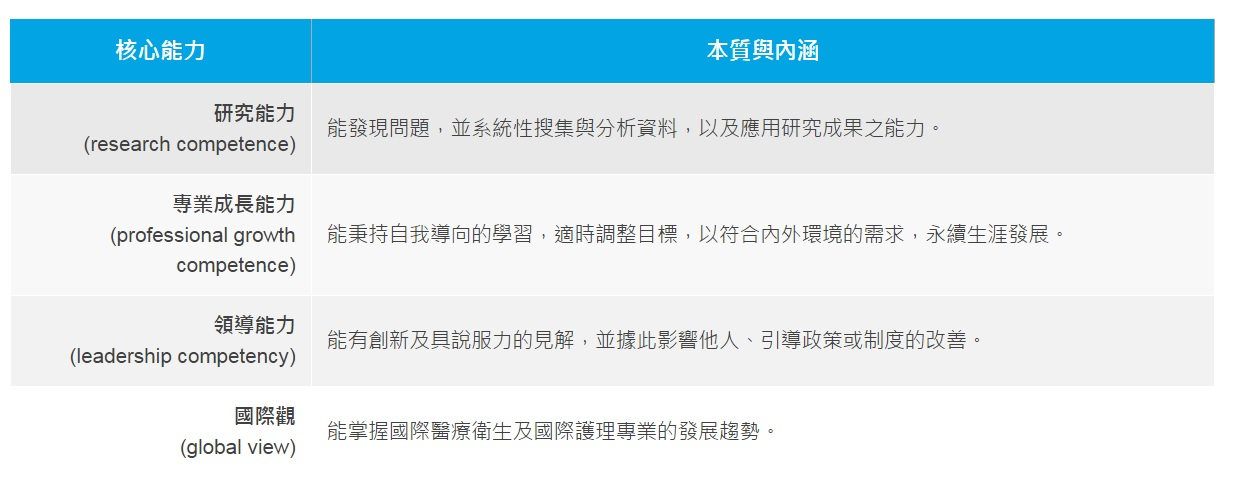 核心能力
本質與內涵
研究能力
(research competence)
能發現問題，並系統性搜集與分析資料，以及應用研究成果之能力。
專業成長能力
(professional growth
competence)
能秉持自我導向的學習，適時調整目標，以符合內外環境的需求，永續生涯發展。
領導能力
(leadership competency)
能有創新及具說服力的見解，並據此影響他人、引導政策或制度的改善。
國際觀
(global view)
能掌握國際醫療衛生及國際護理專業的發展趨勢。